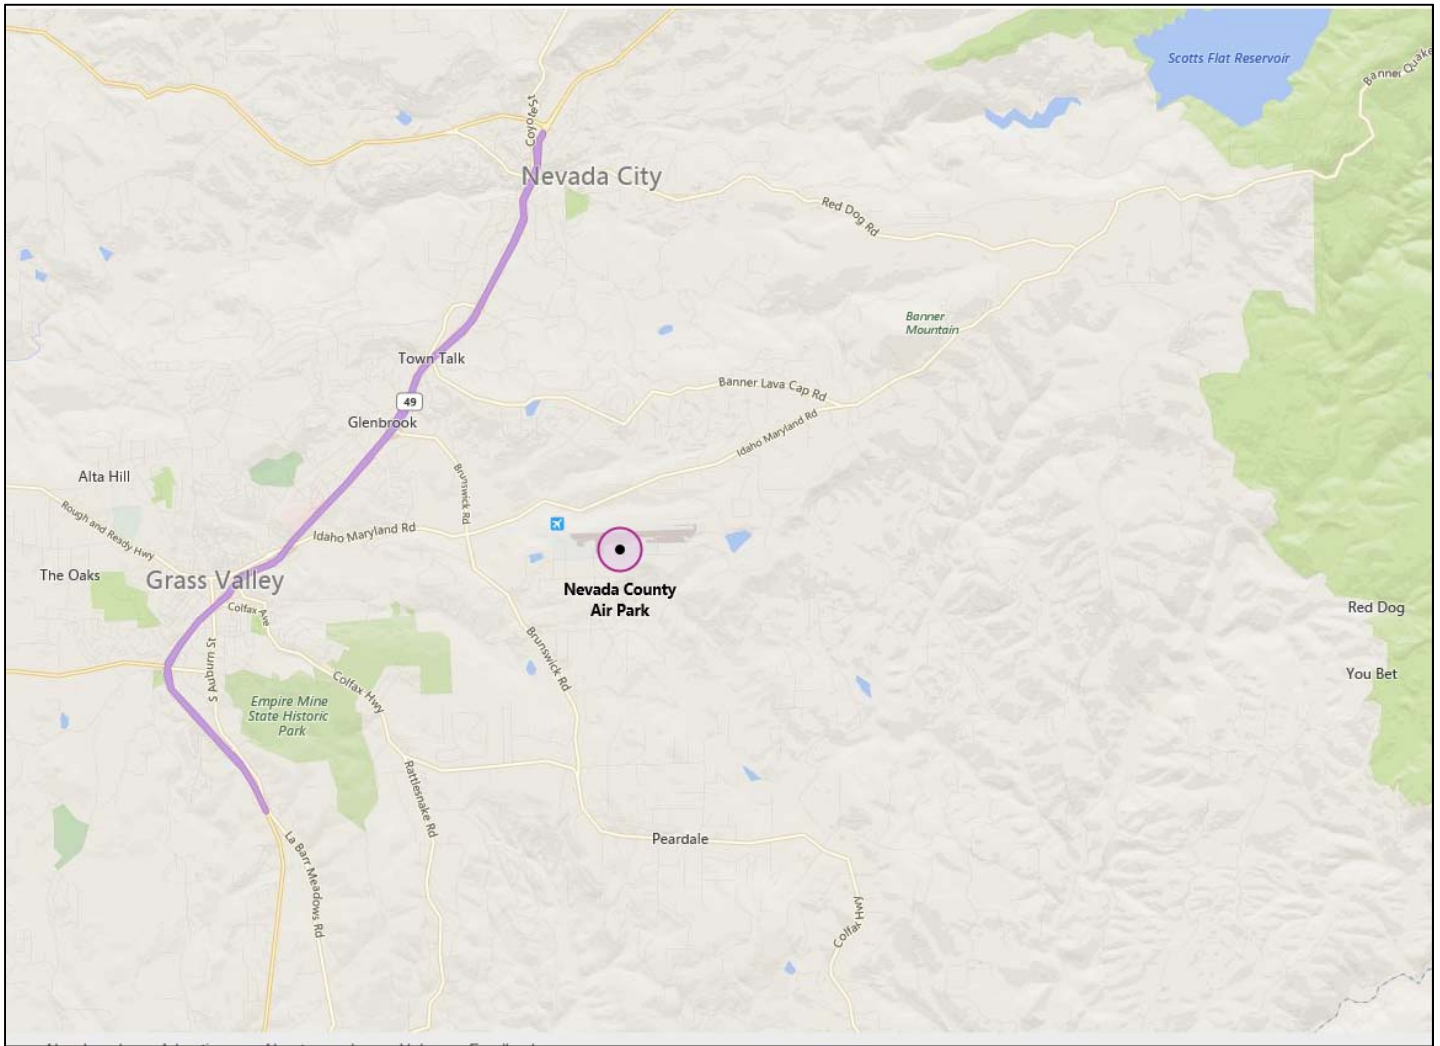 Scotts Flat Reservoir
Banner Quake
Coyote St
Nevada City
Red Dog Rd
Banner
Mountain
Town Talk
Banner Lava Cap Rd
49
Glenbrook
Idaho Maryland Rd
Alta Hill
Brunswick Rd
Rough and Ready Hwy
Idaho Maryland Rd
The Oaks
Grass Valley
Nevada County
Air Park
Colfax Ave
Red Dog
S Auburn St
Brunswick Rd
You Bet
Colfax Hwy
Empire Mine
State Historic
Park
Rattlesnake Rd
Peardale
La Barr Meadows Rd
Colfax Hwy